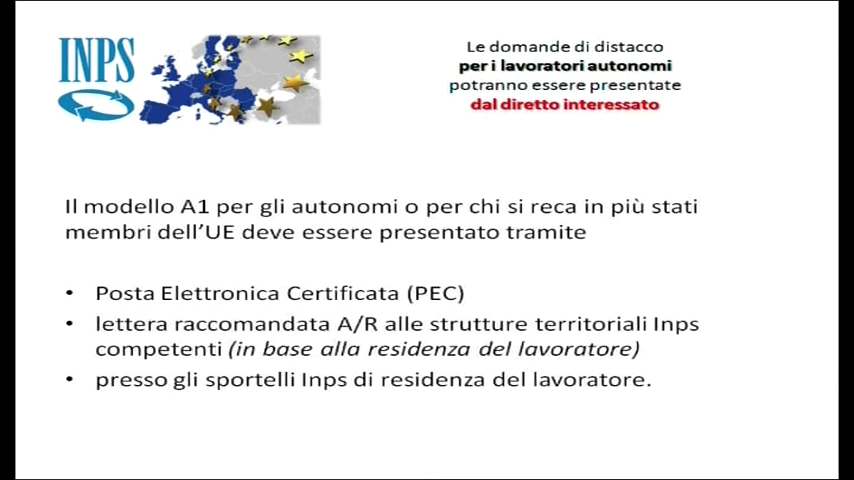 INPS
Le domande di distacco
per i lavoratori autonomi
potranno essere presentate
dal diretto interessato
Il modello A1 per gli autonomi o per chi si reca in più stati
membri dell’UE deve essere presentato tramite
• Posta Elettronica Certificata (PEC)
• lettera raccomandata A/R alle strutture territoriali Inps
competenti (in base alla residenza del lavoratore)
• presso gli sportelli Inps di residenza del lavoratore.